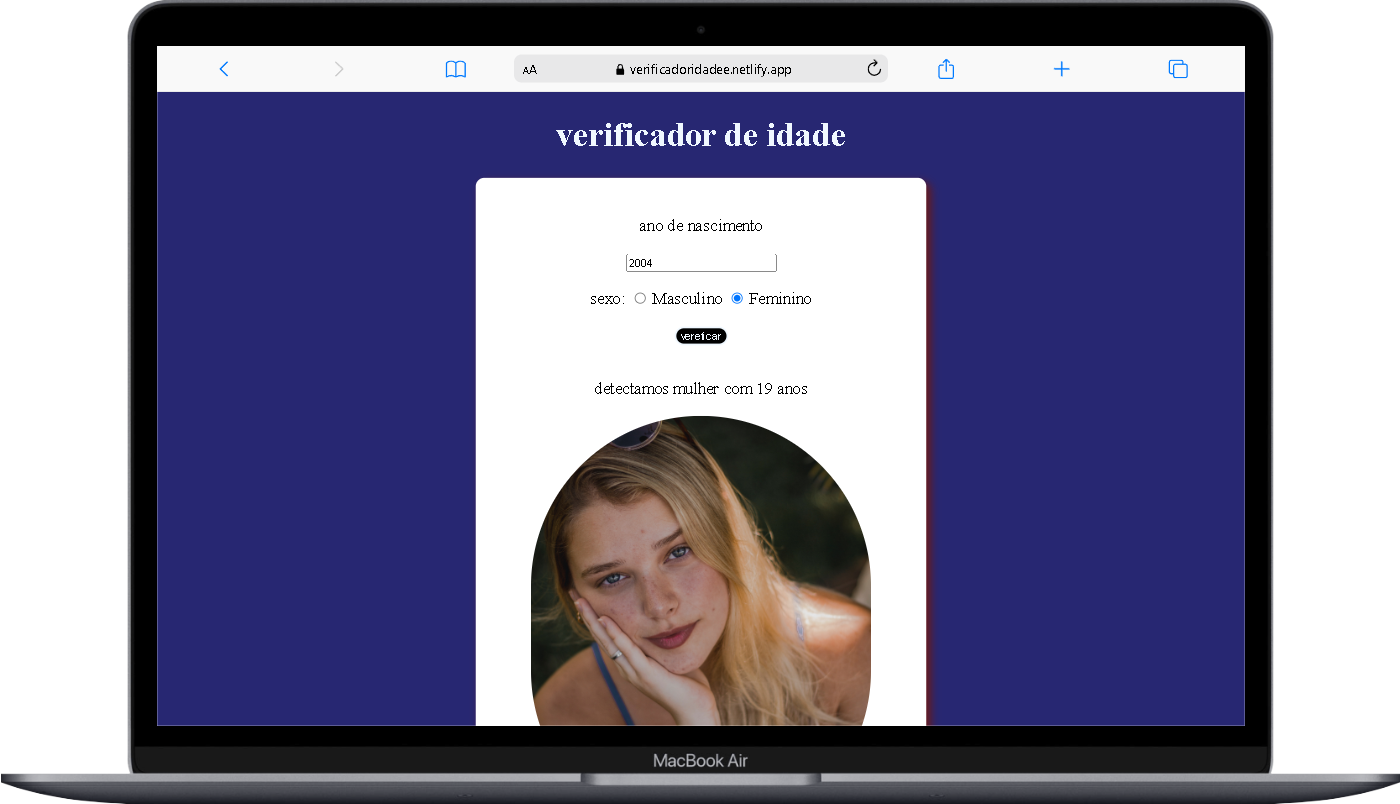 AA verificadoridadee.netlify.app
verificador de idade
ano de nascimento
2004
sexo: Masculino Feminino
vereficar
detectamos mulher com 19 anos
MacBook Air